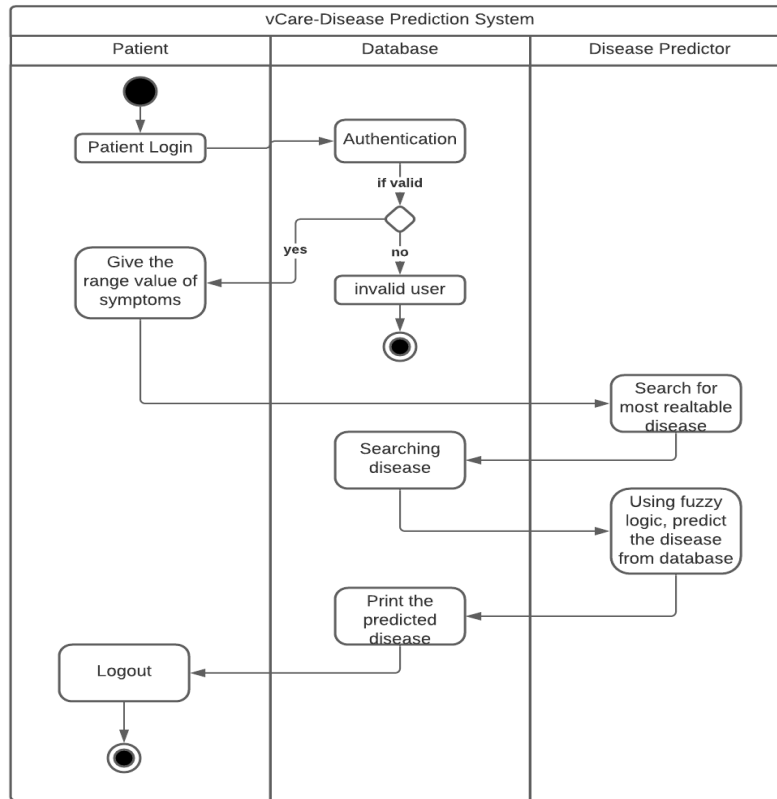 vCare-Disease Prediction System
Patient
Database
Disease Predictor
Patient Login
Authentication
if valid
yes
no
Give the
range value of
symptoms
invalid user
Search for
most realtable
disease
Searching
disease
Using fuzzy
logic, predict
the disease
from database
Print the
predicted
disease
Logout